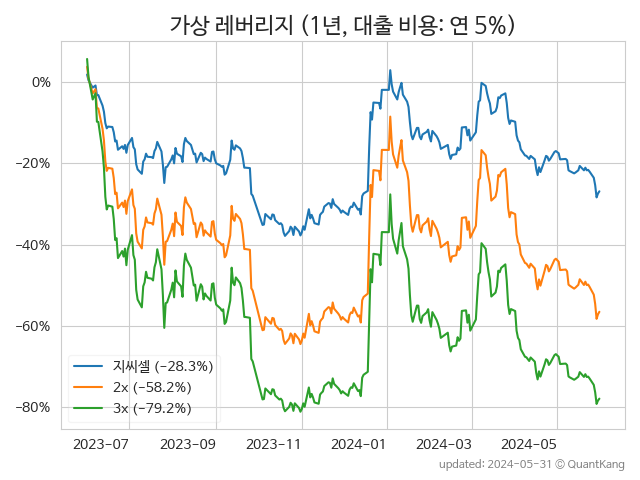 가상 레버리지 (1년, 대출 비용: 연 5%)
0%
−20%
−40%
−60%
−80%
지씨셀 (−28.3%)
2x (−58.2%)
3x (−79.2%)
2023-07 2023-09 2023-11 2024-01 2024-03 2024-05
updated: 2024-05-31 © QuantKang